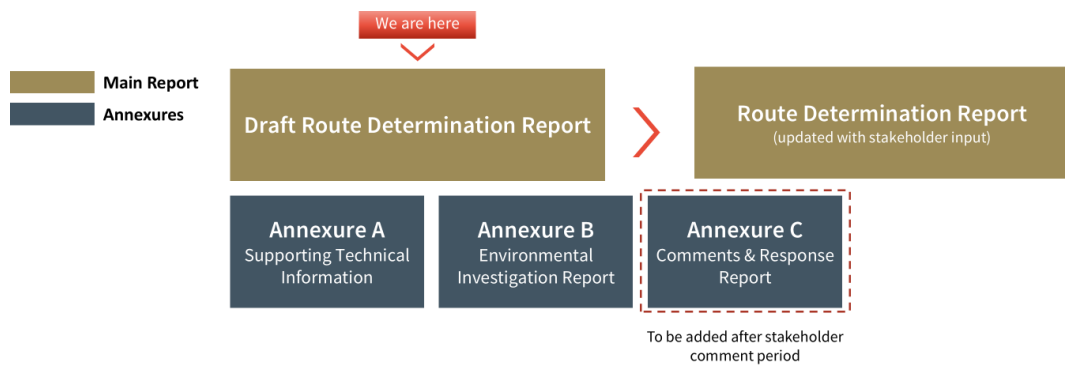 We are here
Main Report
Annexures
Draft Route Determination Report
Route Determination Report
(updated with stakeholder input)
Annexure A
Supporting Technical
Information
Annexure B
Environmental
Investigation Report
Annexure C
Comments & Response
Report
To be added after stakeholder
comment period